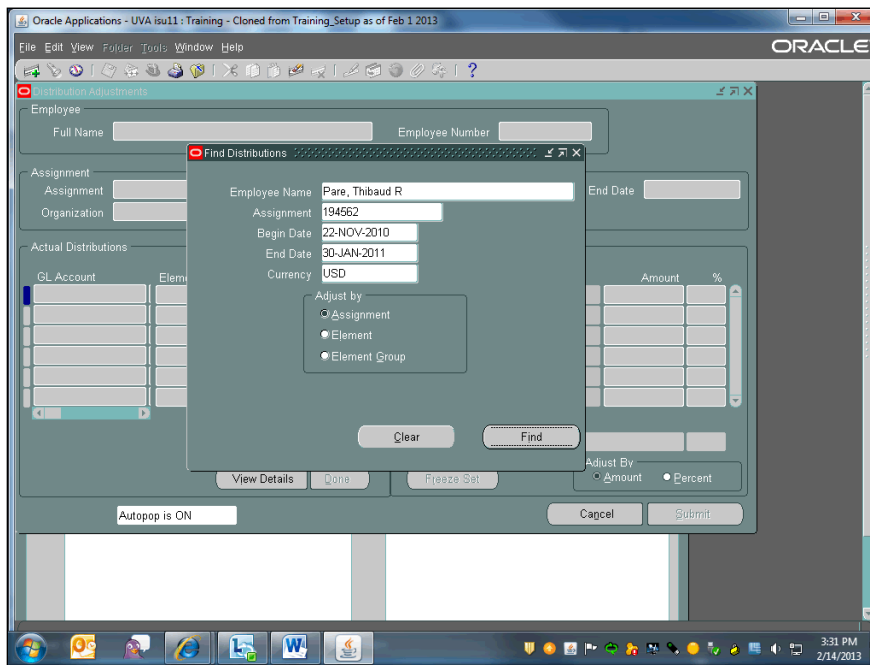 Oracle Applications - UVA isu11 : Training - Cloned from Training_Setup as of Feb 1 2013
File Edit View Folder Tools Window Help
ORACLE
Distribution Adjustments
Employee
Full Name
Employee Number
Find Distributions
Assignment
Assignment
End Date
Organization
Employee Name Pare, Thibaud R
Assignment 194562
Begin Date 22-NOV-2010
End Date 30-JAN-2011
Currency USD
Actual Distributions
GL Account
Elem
Amount %
Adjust by
Assignment
Element
Element Group
Clear
Find
View Details
Done
Freeze Set
Adjust By
Amount Percent
Autopop is ON
Cancel
Submit
3:31 PM
2/14/2013